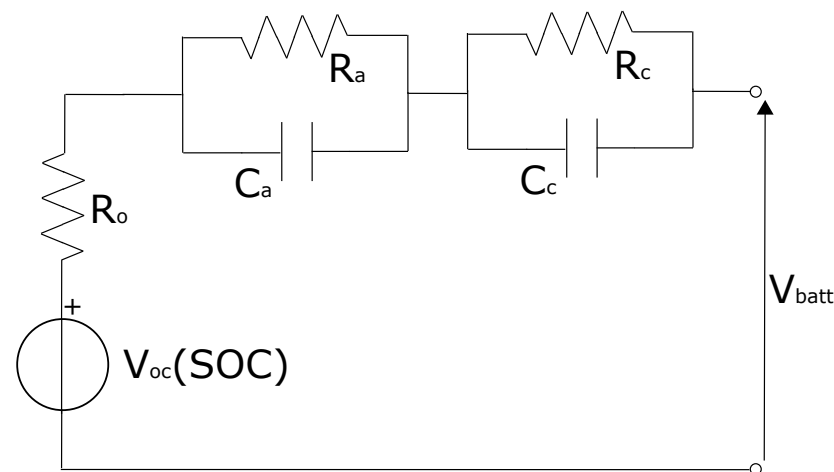 Ra
Rc
Ca
Cc
Ro
+
Voc(SOC)
Vbatt